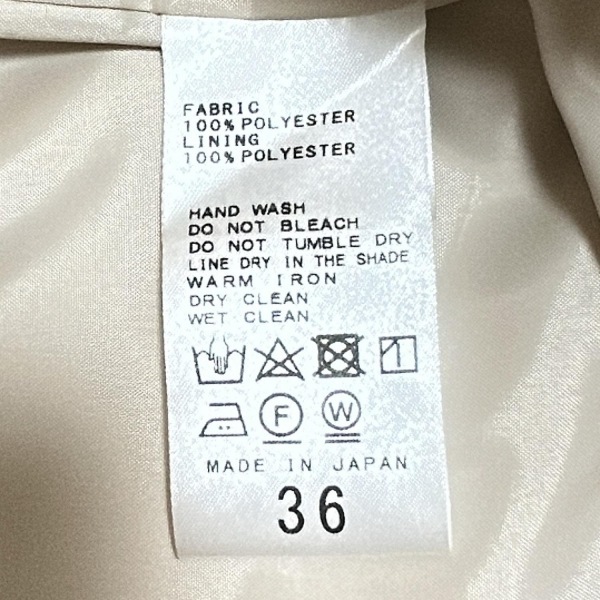 FABRIC
100% POLYESTER
LINING
100% POLYESTER
HAND WASH
DO NOT BLEACH
DO NOT TUMBLE DRY
LINE DRY IN THE SHADE
WARM IRON
DRY CLEAN
WET CLEAN
F W
MADE IN JAPAN
36